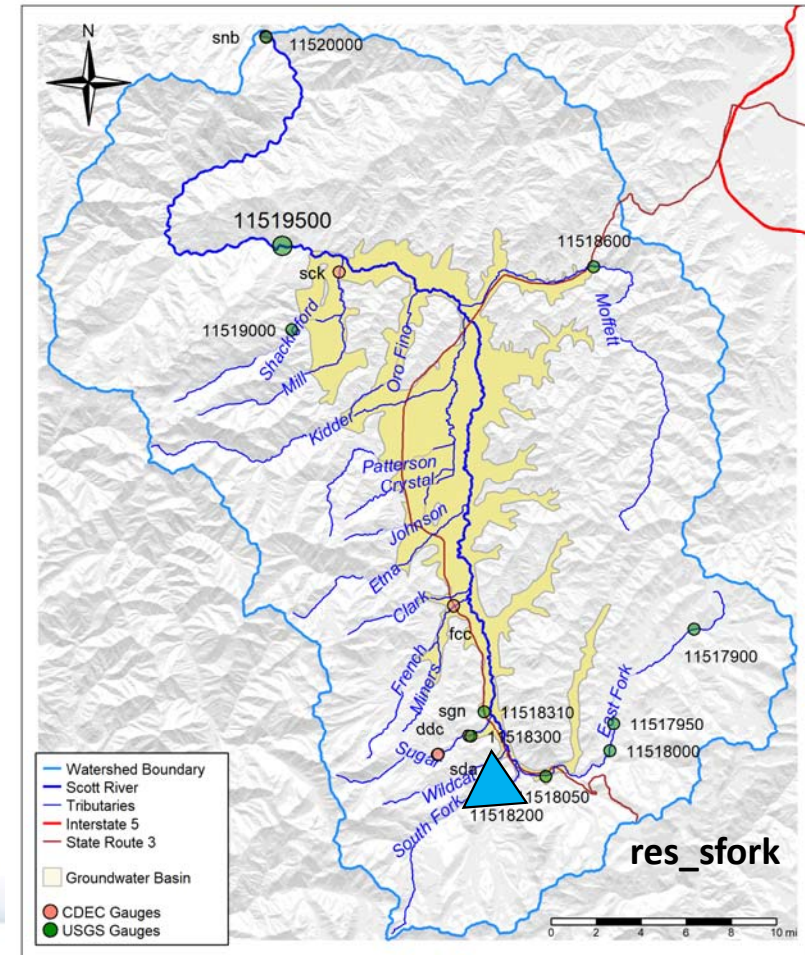 N
snb
11520000
11519500
sck
11518600
11519000
Shackleford
Mill
Oro Fino
Moffett
Kidder
Patterson
Crystal
Johnson
Etna
Clark
fcc
11517900
French
Miners
East Fork
sgn
11518310
11517950
ddc
11518300
11518000
Sugar
sda
Wildcat
1518050
11518200
South Fork
res_sfork
Watershed Boundary
Scott River
Tributaries
Interstate 5
State Route 3
Groundwater Basin
CDEC Gauges
USGS Gauges
0 2 4 6 8 10 mi